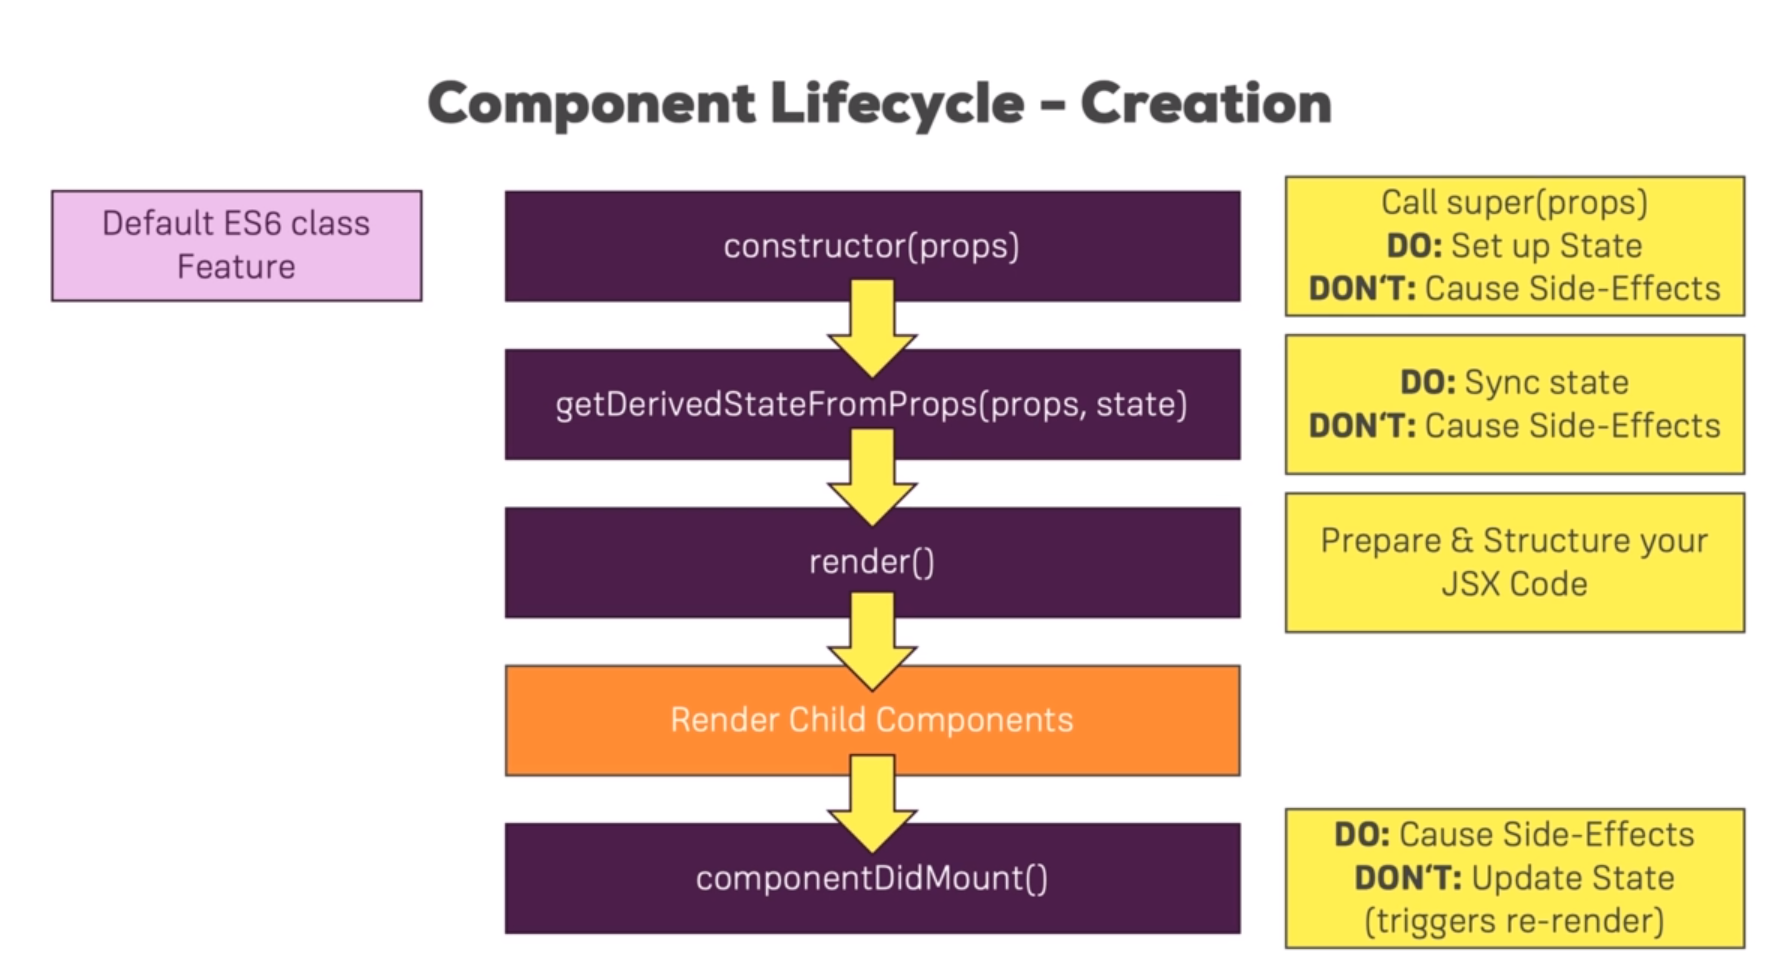 Component Lifecycle - Creation
Default ES6 class
Feature
constructor(props)
Call super(props)
DO: Set up State
DON‘T: Cause Side-Effects
getDerivedStateFromProps(props, state)
DO: Sync state
DON‘T: Cause Side-Effects
render()
Prepare & Structure your
JSX Code
Render Child Components
componentDidMount()
DO: Cause Side-Effects
DON‘T: Update State
(triggers re-render)